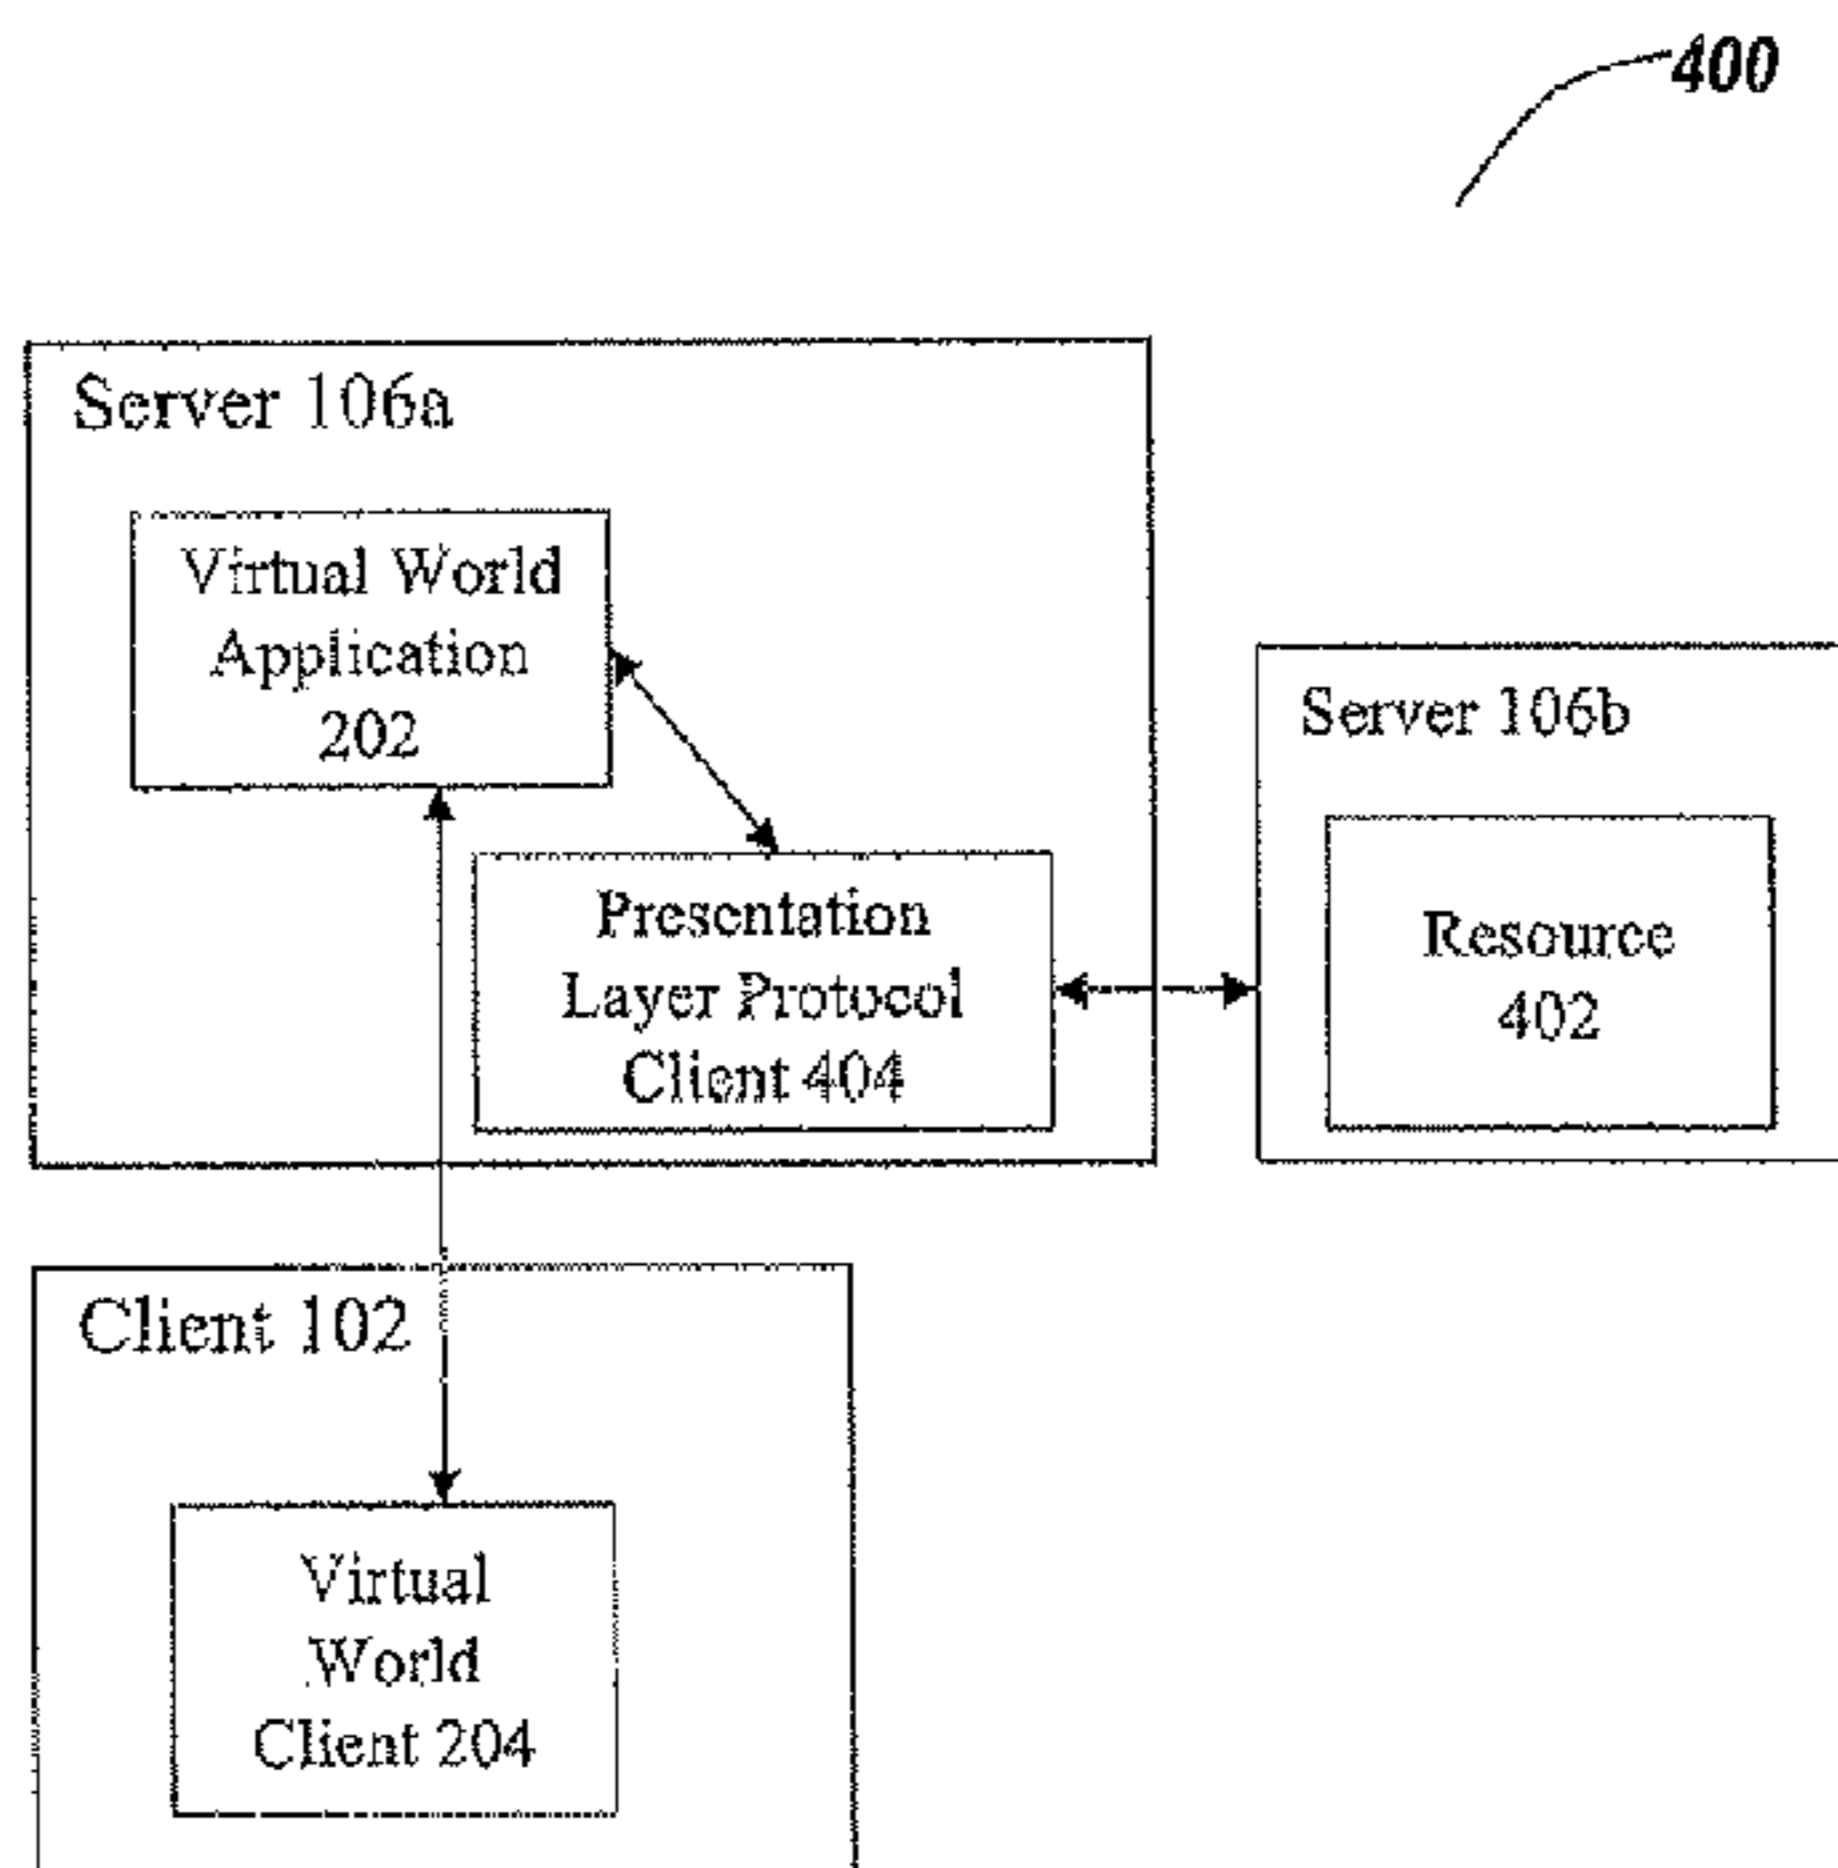 400
Server 106a
Virtual World
Application
202
Server 106b
Presentation
Layer Protocol
Client 404
Resource
402
Client 102
Virtual
World
Client 204